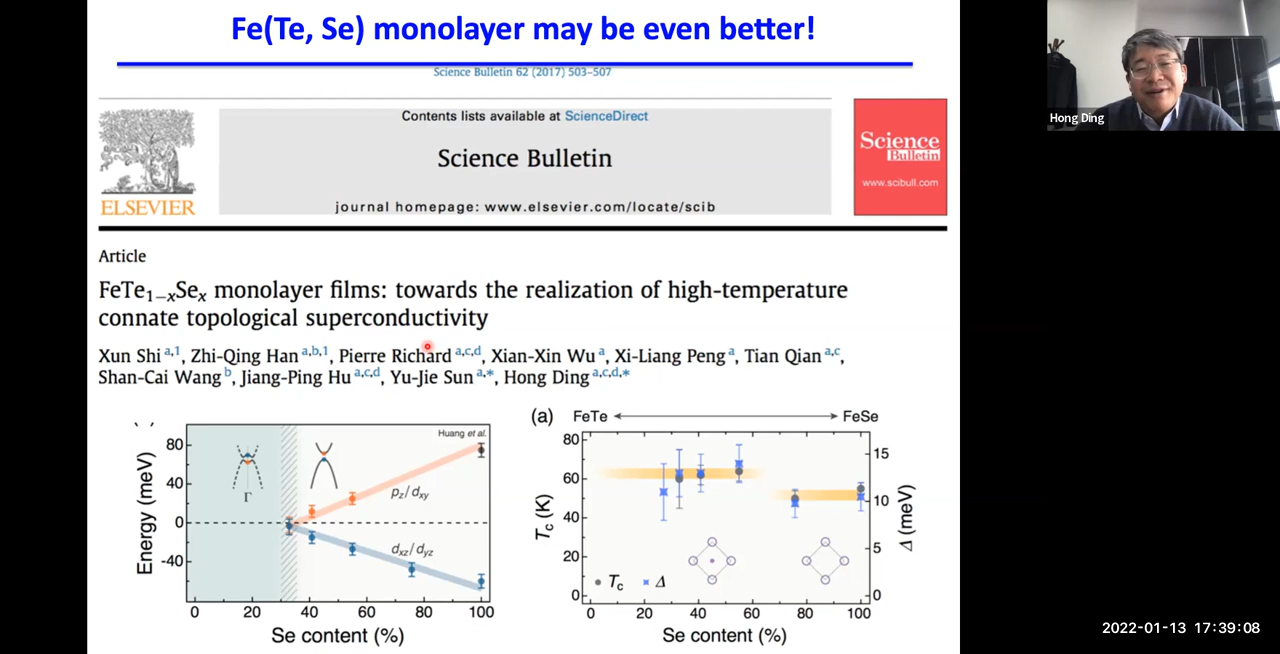 Fe(Te, Se) monolayer may be even better!
Science Bulletin 62 (2017) 503–507
Contents lists available at ScienceDirect
Science Bulletin
journal homepage: www.elsevier.com/locate/scib
ELSEVIER
Science
Bulletin
www.scibull.com
Hong Ding
Article
FeTe1−xSex monolayer films: towards the realization of high-temperature
connate topological superconductivity
Xun Shi a,1, Zhi-Qing Han a,b,1, Pierre Richard a,c,d, Xian-Xin Wu a, Xi-Liang Peng a, Tian Qian a,c,
Shan-Cai Wang b, Jiang-Ping Hu a,c,d, Yu-Jie Sun a,*, Hong Ding a,c,d,*
Huang et al.
Energy (meV)
80
40
0
-40
Γ
pz/dxy
dxz/dyz
0 20 40 60 80 100
Se content (%)
(a) FeTe FeSe
Tc (K)
80
60
40
20
0
15
10
5
0
Δ (meV)
Tc Δ
0 20 40 60 80 100
Se content (%)
2022-01-13 17:39:08